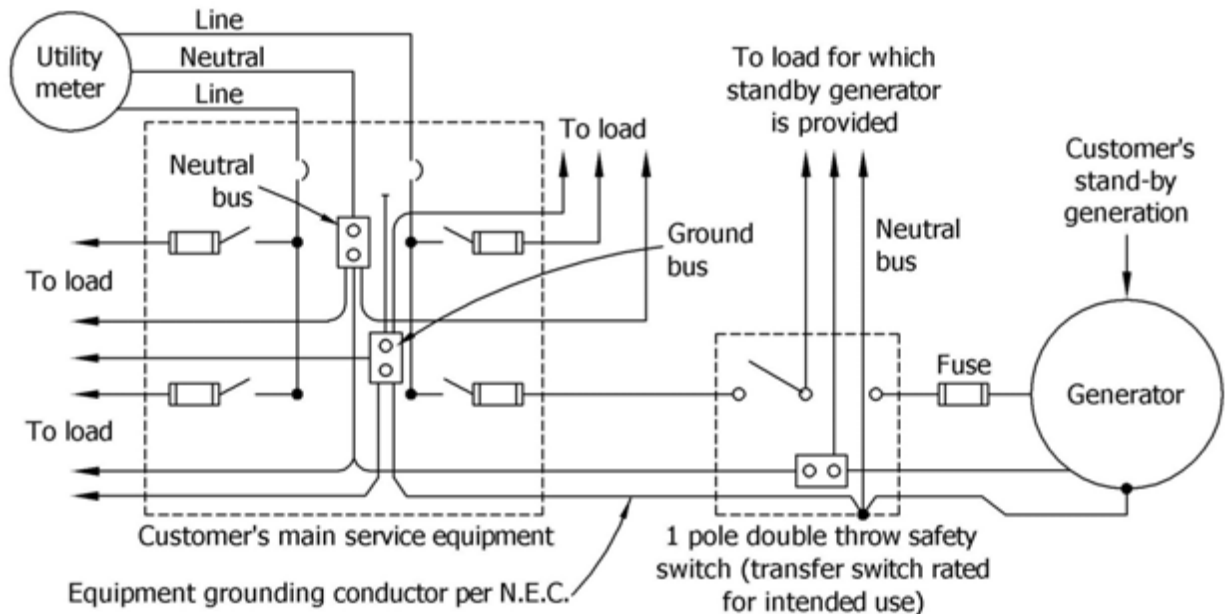 Line
Utility
meter
Neutral
Line
To load for which
standby generator
is provided
To load
Customer's
stand-by
generation
Neutral
bus
Ground
bus
Neutral
bus
To load
Fuse
Generator
To load
Customer's main service equipment
1 pole double throw safety
switch (transfer switch rated
for intended use)
Equipment grounding conductor per N.E.C.